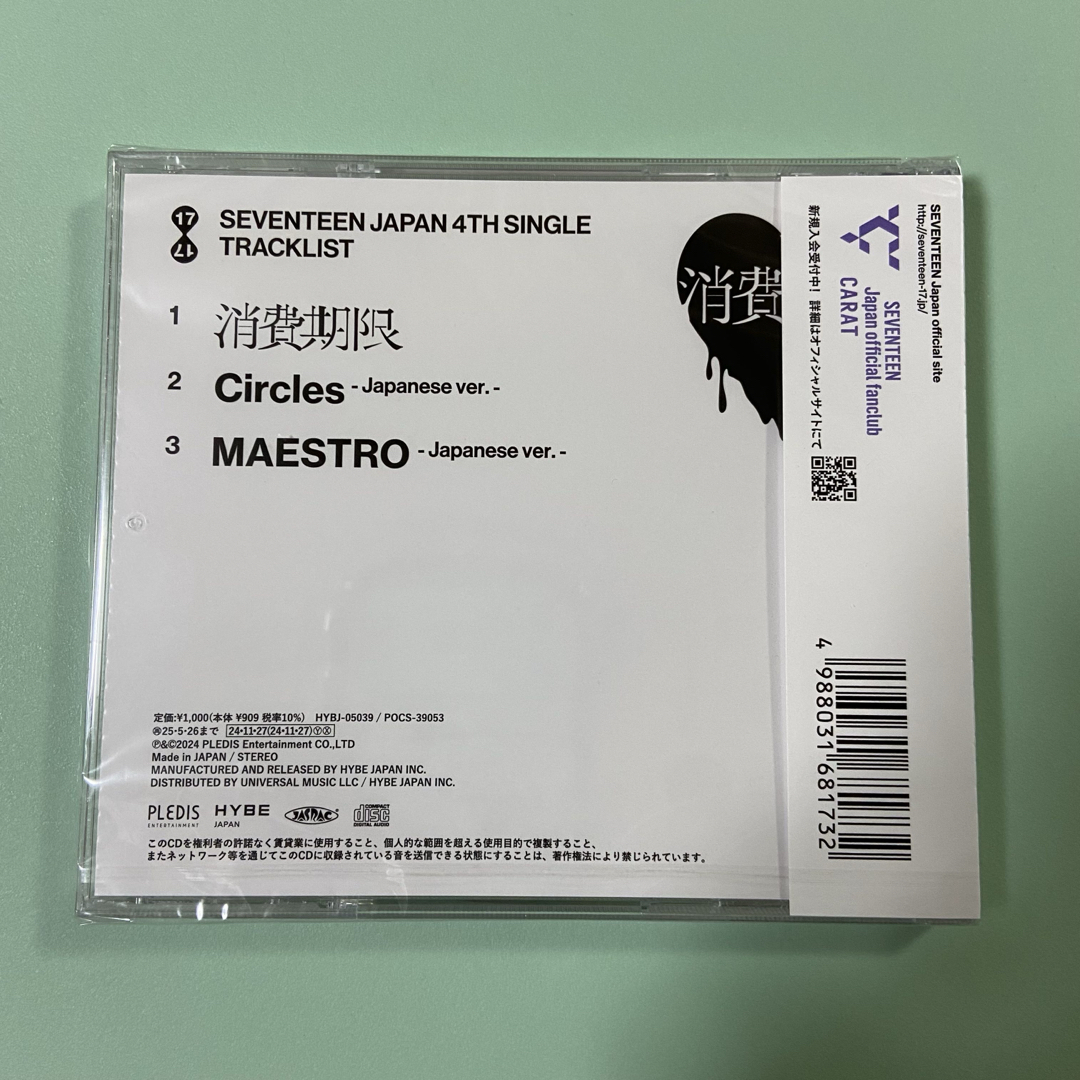 17
17
SEVENTEEN JAPAN 4TH SINGLE
TRACKLIST
1 消費期限
2 Circles - Japanese ver. -
3 MAESTRO - Japanese ver. -
消費
定価:¥1,000(本体 ¥909 税率10%) HYBJ-05039 / POCS-39053
㋫25・5・26まで 24・11・27(24・11・27)ⓎⓍ
℗&©2024 PLEDIS Entertainment CO.,LTD
Made in JAPAN / STEREO
MANUFACTURED AND RELEASED BY HYBE JAPAN INC.
DISTRIBUTED BY UNIVERSAL MUSIC LLC / HYBE JAPAN INC.
PLEDIS
ENTERTAINMENT
HYBE
JAPAN
JASRAC
COMPACT
disc
DIGITAL AUDIO
このCDを権利者の許諾なく賃貸業に使用すること、個人的な範囲を超える使用目的で複製すること、
またネットワーク等を通じてこのCDに収録されている音を送信できる状態にすることは、著作権法により禁じられています。
SEVENTEEN Japan official site
http://seventeen-17.jp/
SEVENTEEN
Japan official fanclub
CARAT
新規入会受付中! 詳細はオフィシャルサイトにて
4 988031 681732